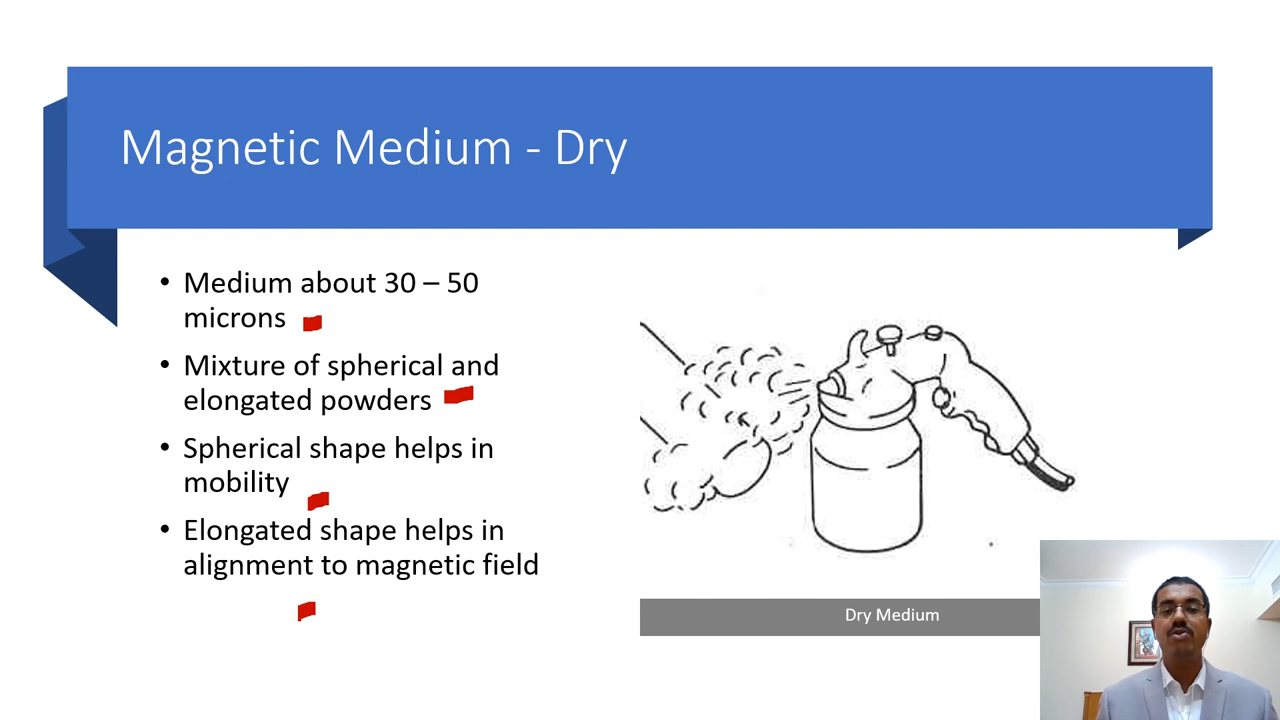 Magnetic Medium - Dry
• Medium about 30 – 50
microns
• Mixture of spherical and
elongated powders
• Spherical shape helps in
mobility
• Elongated shape helps in
alignment to magnetic field
Dry Medium